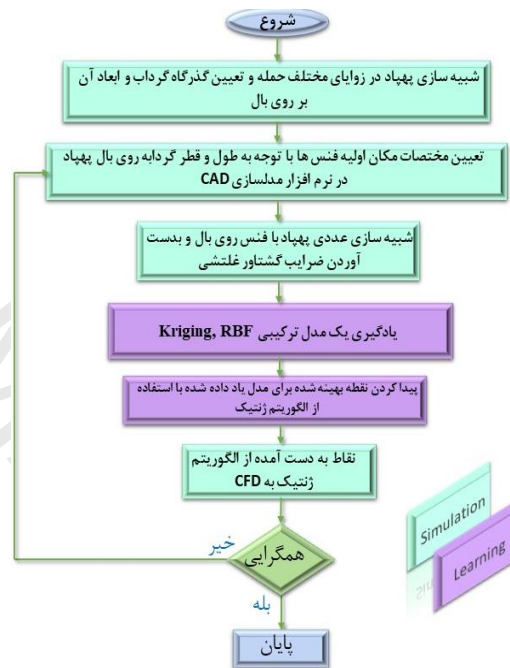 شروع
شبیه سازی پهپاد در زوایای مختلف حمله و تعیین گذرگاه گرداب و ابعاد آن
بر روی بال
تعیین مختصات مکان اولیه فنس ها با توجه به طول و قطر گردابه روی بال پهپاد
در نرم افزار مدلسازی CAD
شبیه سازی عددی پهپاد با فنس روی بال و بدست
آوردن ضرایب گشتاور غلتشی
یادگیری یک مدل ترکیبی Kriging, RBF
پیدا کردن نقطه بهینه شده برای مدل یاد داده شده با استفاده
از الگوریتم ژنتیک
نقاط به دست آمده از الگوریتم
ژنتیک به CFD
Simulation
Learning
خیر
همگرایی
بله
پایان